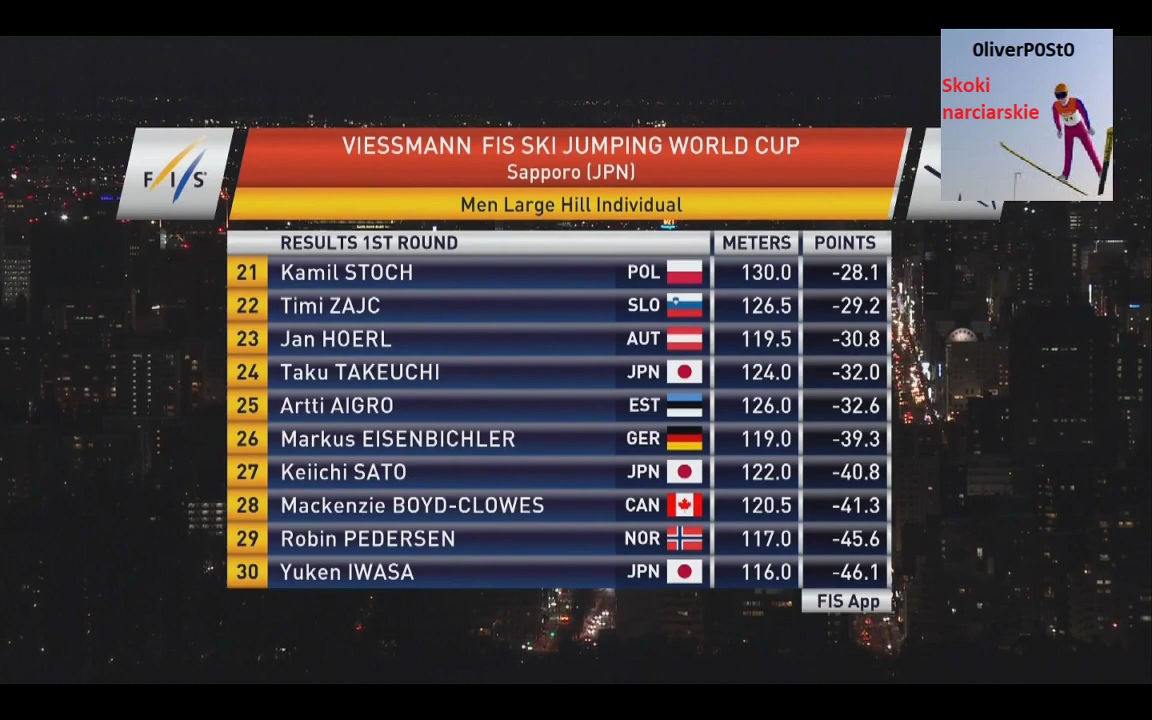 0liverP0St0
Skoki
narciarskie
FIS
VIESSMANN FIS SKI JUMPING WORLD CUP
Sapporo (JPN)
Men Large Hill Individual
RESULTS 1ST ROUND METERS POINTS
21 Kamil STOCH POL 130.0 -28.1
22 Timi ZAJC SLO 126.5 -29.2
23 Jan HOERL AUT 119.5 -30.8
24 Taku TAKEUCHI JPN 124.0 -32.0
25 Artti AIGRO EST 126.0 -32.6
26 Markus EISENBICHLER GER 119.0 -39.3
27 Keiichi SATO JPN 122.0 -40.8
28 Mackenzie BOYD-CLOWES CAN 120.5 -41.3
29 Robin PEDERSEN NOR 117.0 -45.6
30 Yuken IWASA JPN 116.0 -46.1
FIS App